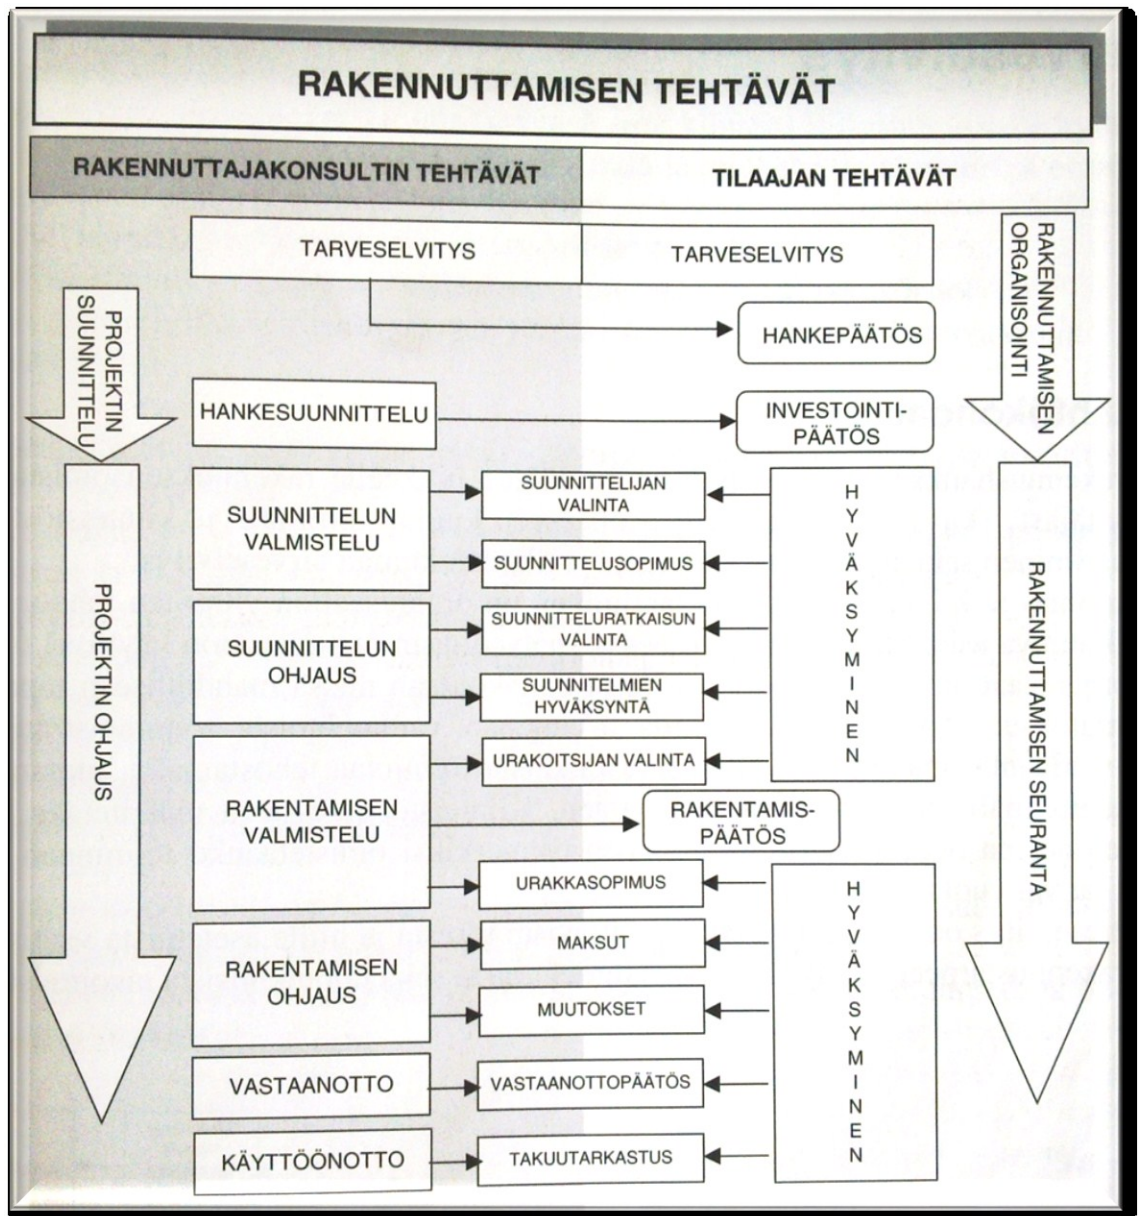 RAKENNUTTAMISEN TEHTÄVÄT
RAKENNUTTAJAKONSULTIN TEHTÄVÄT
TILAAJAN TEHTÄVÄT
TARVESELVITYS
TARVESELVITYS
RAKENNUTTAMISEN
ORGANISOINTI
PROJEKTIN
SUUNNITTELU
HANKEPÄÄTÖS
HANKESUUNNITTELU
INVESTOINTI-
PÄÄTÖS
SUUNNITTELUN
VALMISTELU
SUUNNITTELIJAN
VALINTA
SUUNNITTELUSOPIMUS
HYVÄKSYMINEN
PROJEKTIN OHJAUS
RAKENNUTTAMISEN SEURANTA
SUUNNITTELUN
OHJAUS
SUUNNITTELURATKAISUN
VALINTA
SUUNNITELMIEN
HYVÄKSYNTÄ
RAKENTAMISEN
VALMISTELU
URAKOITSIJAN VALINTA
RAKENTAMIS-
PÄÄTÖS
URAKKASOPIMUS
HYVÄKSYMINEN
RAKENTAMISEN
OHJAUS
MAKSUT
MUUTOKSET
VASTAANOTTO
VASTAANOTTOPÄÄTÖS
KÄYTTÖÖNOTTO
TAKUUTARKASTUS